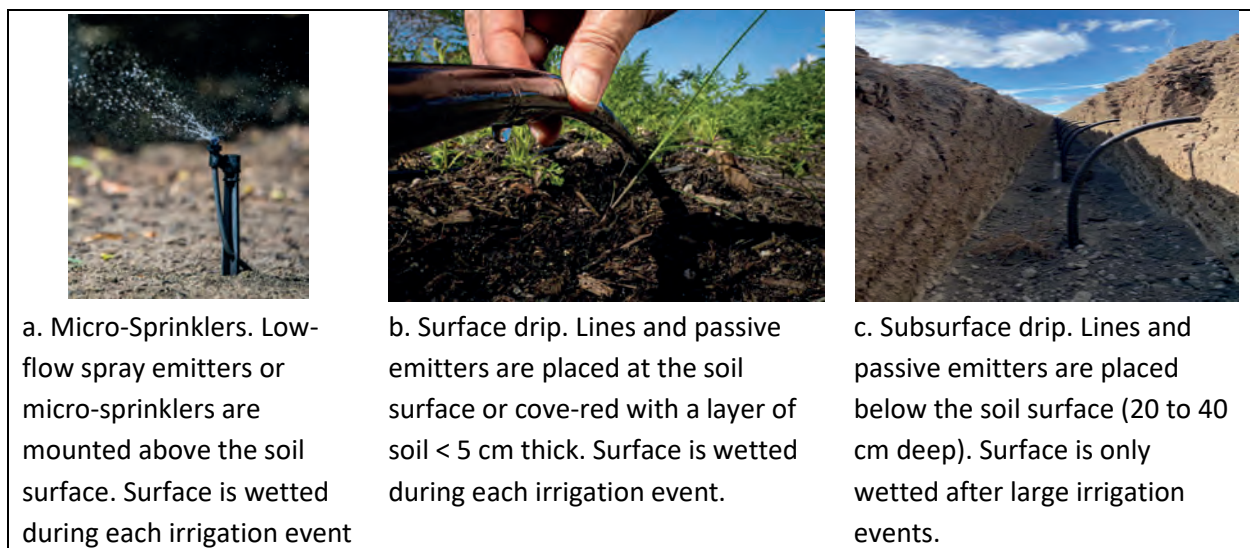 a. Micro-Sprinklers. Low-
flow spray emitters or
micro-sprinklers are
mounted above the soil
surface. Surface is wetted
during each irrigation event
b. Surface drip. Lines and passive
emitters are placed at the soil
surface or cove-red with a layer of
soil < 5 cm thick. Surface is wetted
during each irrigation event.
c. Subsurface drip. Lines and
passive emitters are placed
below the soil surface (20 to 40
cm deep). Surface is only
wetted after large irrigation
events.